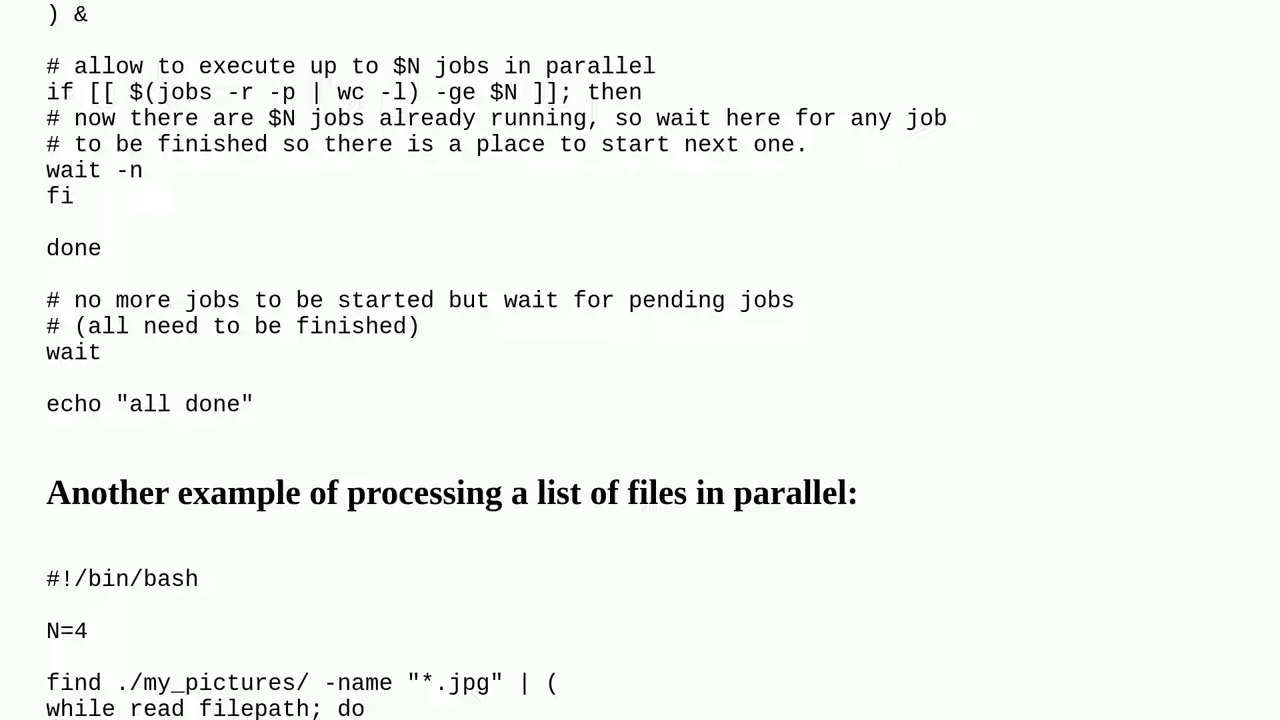 ) &
# allow to execute up to $N jobs in parallel
if [[ $(jobs -r -p | wc -l) -ge $N ]]; then
# now there are $N jobs already running, so wait here for any job
# to be finished so there is a place to start next one.
wait -n
fi
done
# no more jobs to be started but wait for pending jobs
# (all need to be finished)
wait
echo "all done"
Another example of processing a list of files in parallel:
#!/bin/bash
N=4
find ./my_pictures/ -name "*.jpg" | (
while read filepath; do